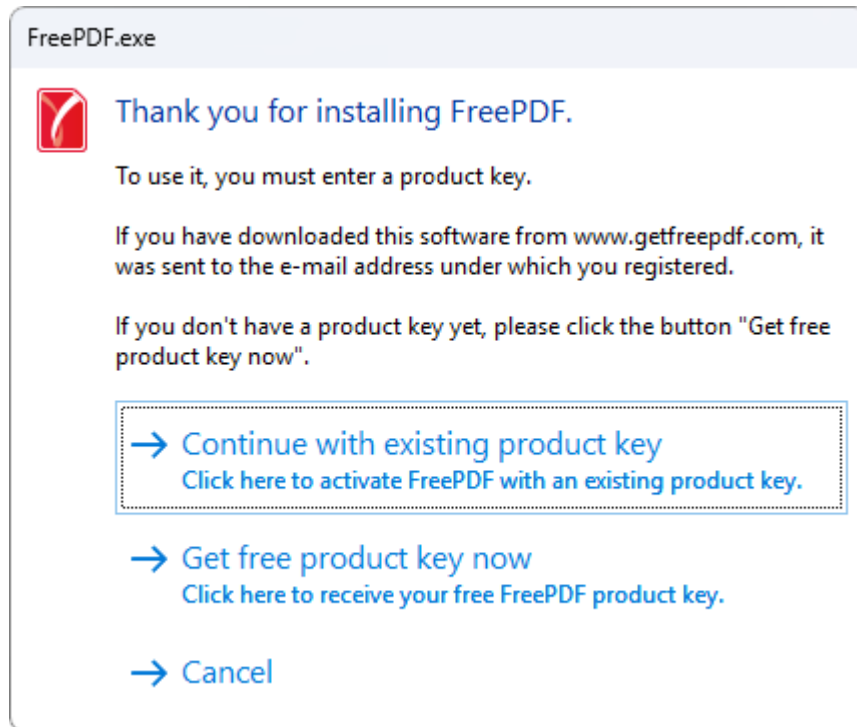 FreePDF.exe
Thank you for installing FreePDF.
To use it, you must enter a product key.
If you have downloaded this software from www.getfreepdf.com, it
was sent to the e-mail address under which you registered.
If you don't have a product key yet, please click the button "Get free
product key now".
Continue with existing product key
Click here to activate FreePDF with an existing product key.
Get free product key now
Click here to receive your free FreePDF product key.
Cancel